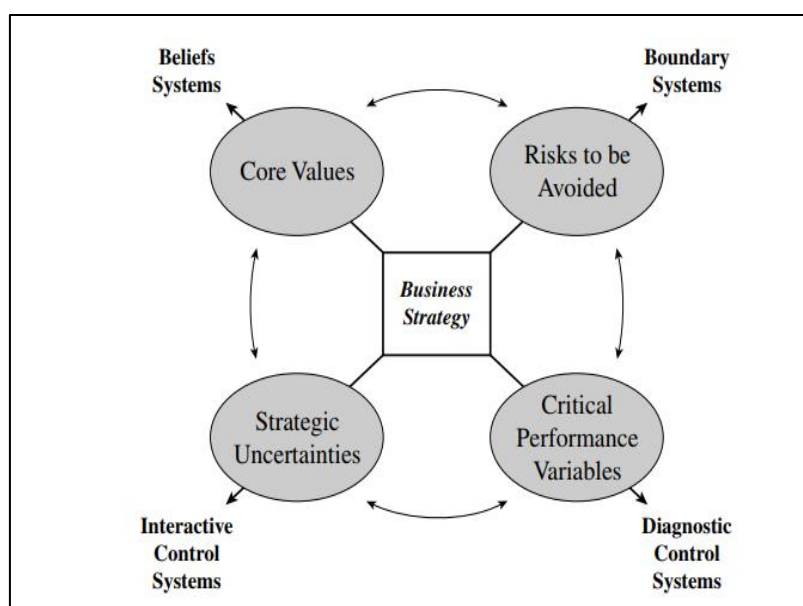 Beliefs
Systems
Boundary
Systems
Core Values
Risks to be
Avoided
Business
Strategy
Strategic
Uncertainties
Critical
Performance
Variables
Interactive
Control
Systems
Diagnostic
Control
Systems